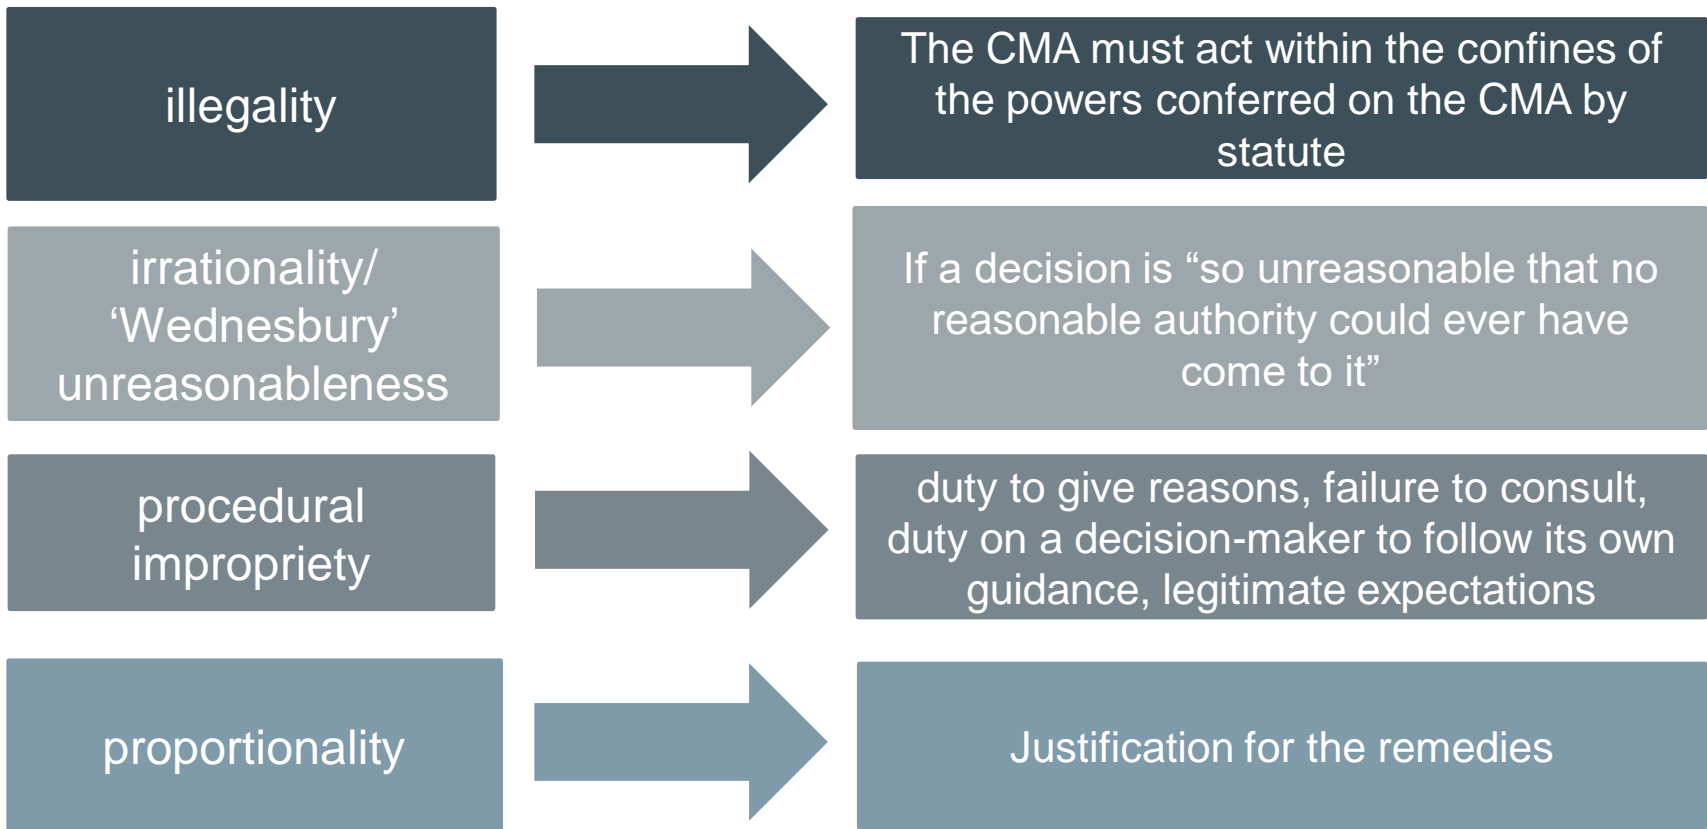 illegality
The CMA must act within the confines of
the powers conferred on the CMA by
statute
irrationality/
‘Wednesbury’
unreasonableness
If a decision is “so unreasonable that no
reasonable authority could ever have
come to it”
procedural
impropriety
duty to give reasons, failure to consult,
duty on a decision-maker to follow its own
guidance, legitimate expectations
proportionality
Justification for the remedies